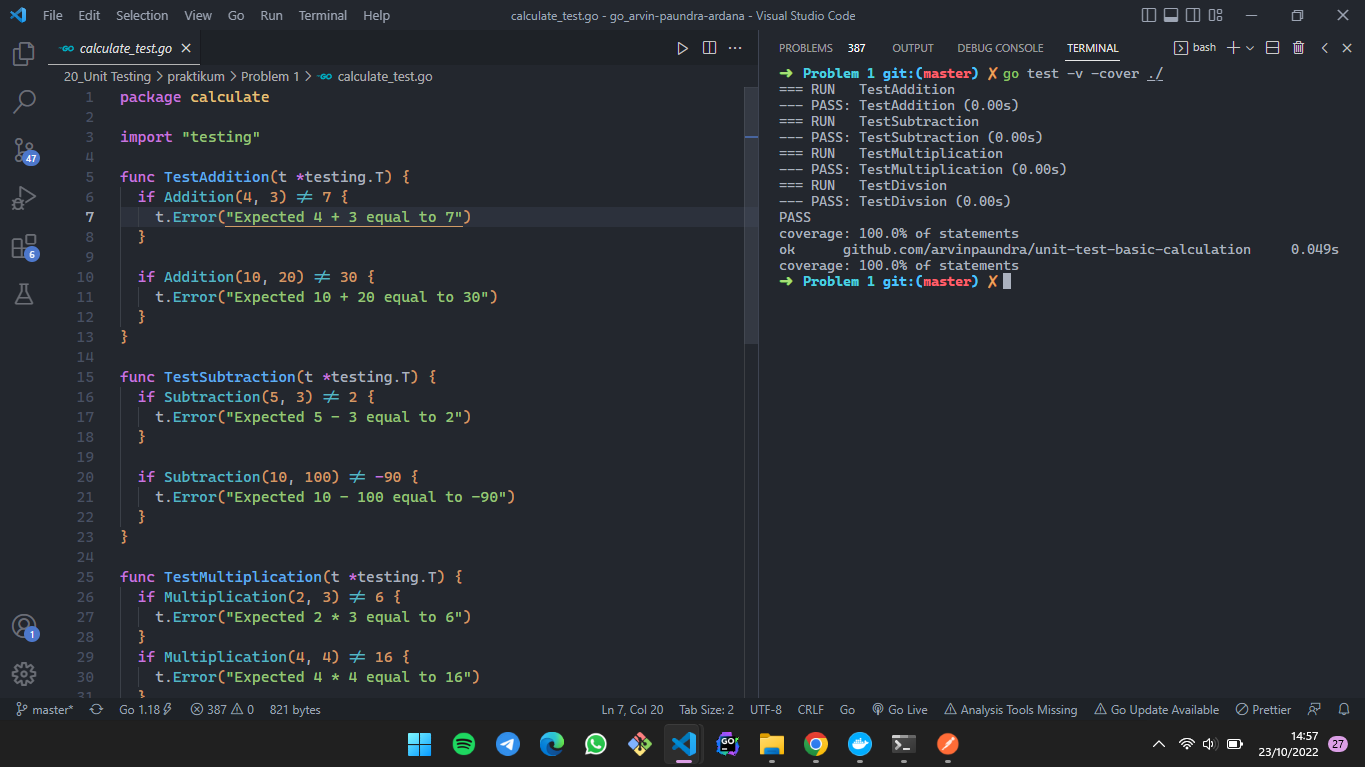 File Edit Selection View Go Run Terminal Help
calculate_test.go - go_arvin-paundra-ardana - Visual Studio Code
calculate_test.go
20_Unit Testing > praktikum > Problem 1 > calculate_test.go
1 package calculate
2
3 import "testing"
4
5 func TestAddition(t *testing.T) {
6 if Addition(4, 3) ≠ 7 {
7 t.Error("Expected 4 + 3 equal to 7")
8 }
9
10 if Addition(10, 20) ≠ 30 {
11 t.Error("Expected 10 + 20 equal to 30")
12 }
13 }
14
15 func TestSubtraction(t *testing.T) {
16 if Subtraction(5, 3) ≠ 2 {
17 t.Error("Expected 5 - 3 equal to 2")
18 }
19
20 if Subtraction(10, 100) ≠ -90 {
21 t.Error("Expected 10 - 100 equal to -90")
22 }
23 }
24
25 func TestMultiplication(t *testing.T) {
26 if Multiplication(2, 3) ≠ 6 {
27 t.Error("Expected 2 * 3 equal to 6")
28 }
29 if Multiplication(4, 4) ≠ 16 {
30 t.Error("Expected 4 * 4 equal to 16")
31 }
PROBLEMS 387 OUTPUT DEBUG CONSOLE TERMINAL bash
➜ Problem 1 git:(master) ✗ go test -v -cover ./
=== RUN TestAddition
--- PASS: TestAddition (0.00s)
=== RUN TestSubtraction
--- PASS: TestSubtraction (0.00s)
=== RUN TestMultiplication
--- PASS: TestMultiplication (0.00s)
=== RUN TestDivsion
--- PASS: TestDivsion (0.00s)
PASS
coverage: 100.0% of statements
ok github.com/arvinpaundra/unit-test-basic-calculation 0.049s
coverage: 100.0% of statements
➜ Problem 1 git:(master) ✗
47
6
1
master* Go 1.18 387 0 821 bytes Ln 7, Col 20 Tab Size: 2 UTF-8 CRLF Go Go Live Analysis Tools Missing Go Update Available Prettier
GO
14:57
23/10/2022
27